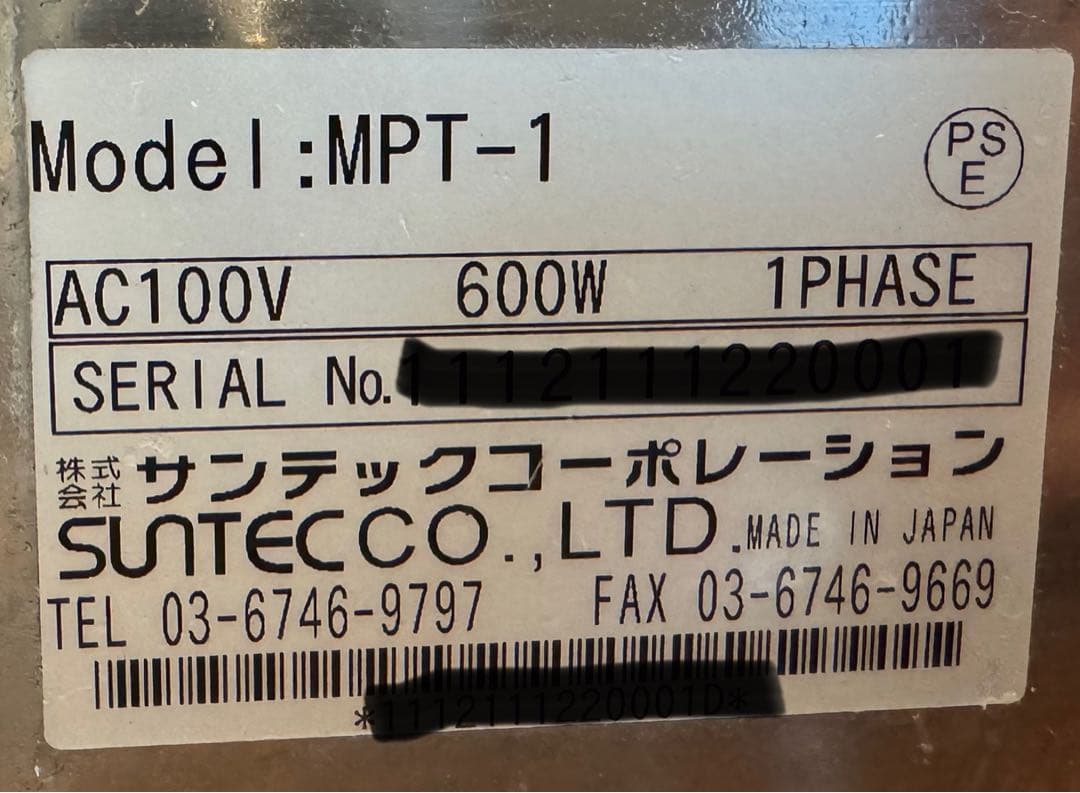 Model:MPT-1
PSE
AC100V 600W 1PHASE
SERIAL No.
株式会社 サンテックコーポレーション
SUNTEC CO.,LTD. MADE IN JAPAN
TEL 03-6746-9797 FAX 03-6746-9669